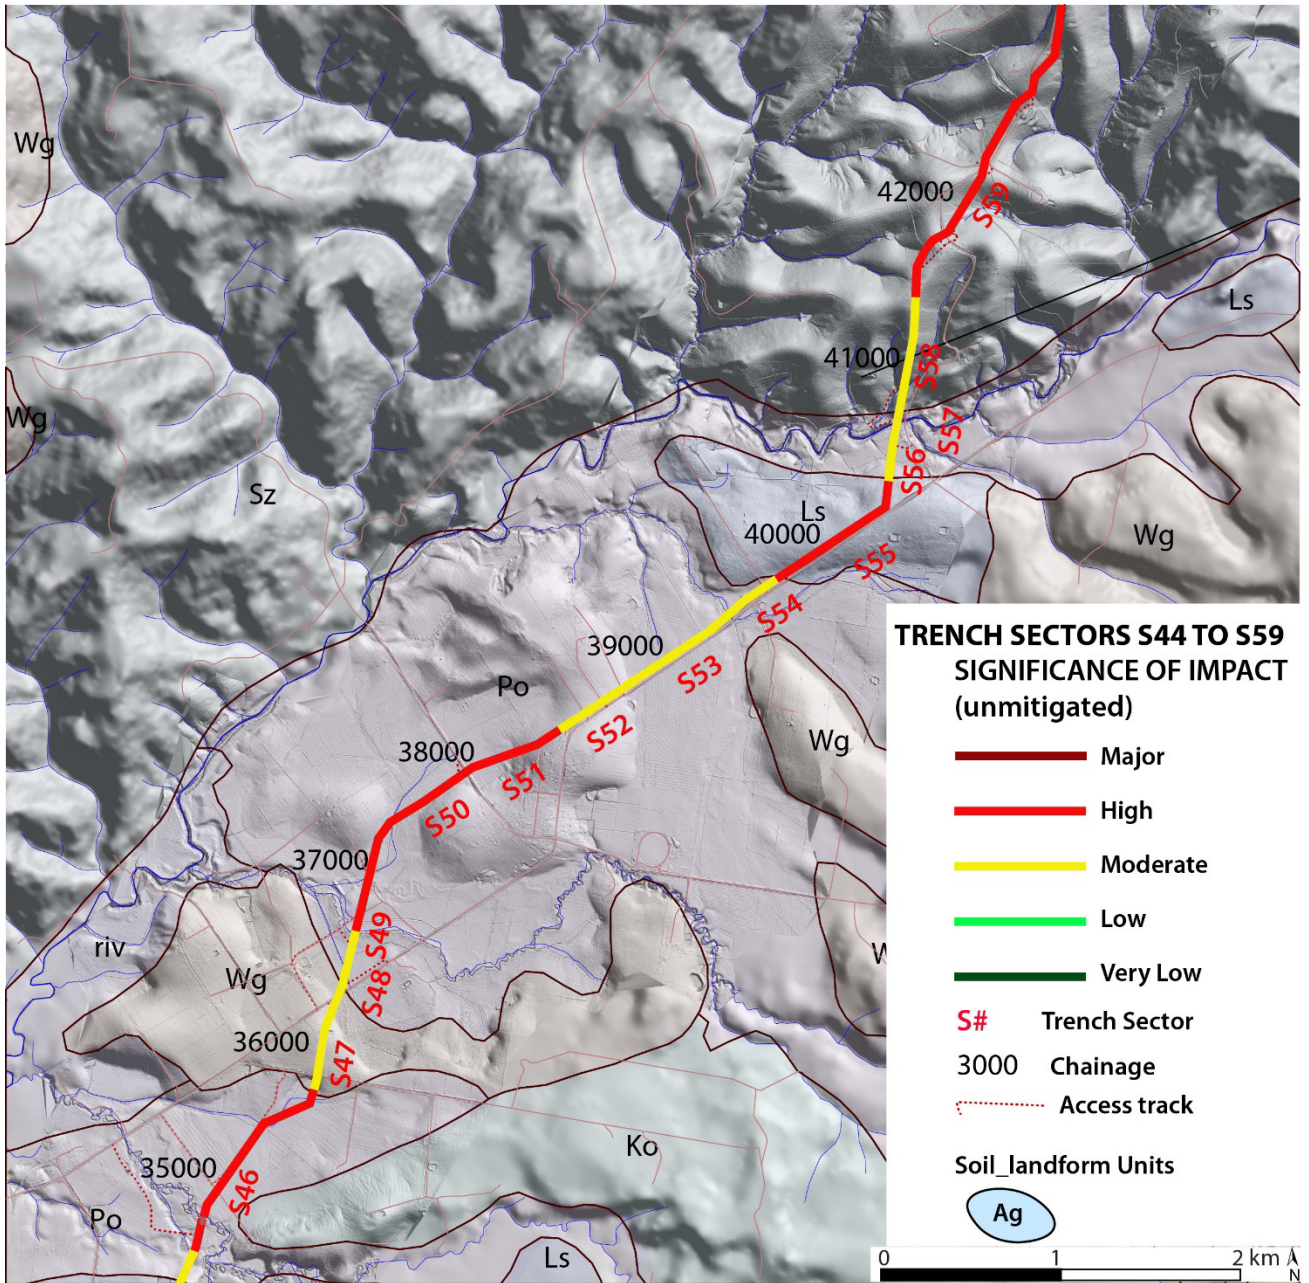 Wg
42000
S59
Ls
41000
S58
Wg
S57
S56
Sz
Ls
40000
Wg
S55
S54
39000
S53
Po
S52
Wg
38000
S51
S50
37000
S49
riv
Wg
S48
36000
S47
Ko
35000
S46
Po
Ls
TRENCH SECTORS S44 TO S59
SIGNIFICANCE OF IMPACT
(unmitigated)
Major
High
Moderate
Low
Very Low
S# Trench Sector
3000 Chainage
Access track
Soil_landform Units
Ag
0 1 2 km
N